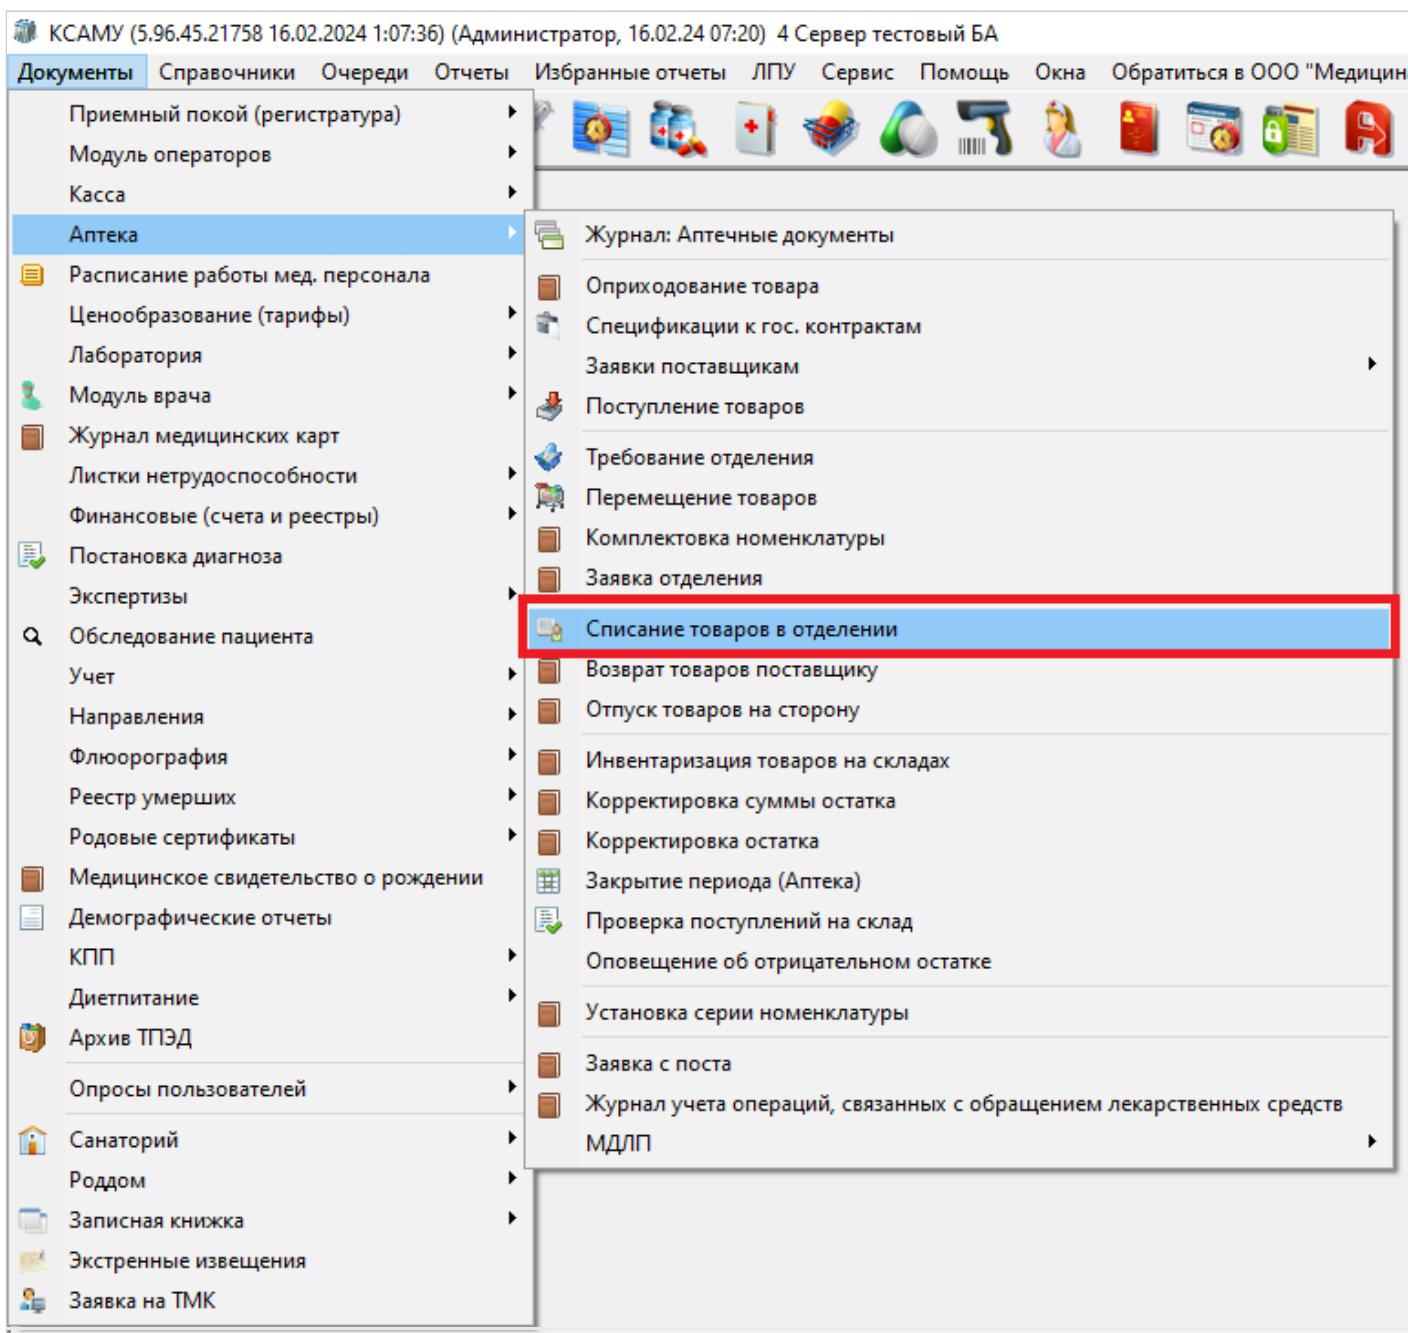 КСАМУ (5.96.45.21758 16.02.2024 1:07:36) (Администратор, 16.02.24 07:20) 4 Сервер тестовый БА
Документы Справочники Очереди Отчеты Избранные отчеты ЛПУ Сервис Помощь Окна Обратиться в ООО "Медицин
Приемный покой (регистратура)
Модуль операторов
Касса
Аптека
Расписание работы мед. персонала
Ценообразование (тарифы)
Лаборатория
Модуль врача
Журнал медицинских карт
Листки нетрудоспособности
Финансовые (счета и реестры)
Постановка диагноза
Экспертизы
Обследование пациента
Учет
Направления
Флюорография
Реестр умерших
Родовые сертификаты
Медицинское свидетельство о рождении
Демографические отчеты
КПП
Диетпитание
Архив ТПЭД
Опросы пользователей
Санаторий
Роддом
Записная книжка
Экстренные извещения
Заявка на ТМК
Журнал: Аптечные документы
Оприходование товара
Спецификации к гос. контрактам
Заявки поставщикам
Поступление товаров
Требование отделения
Перемещение товаров
Комплектовка номенклатуры
Заявка отделения
Списание товаров в отделении
Возврат товаров поставщику
Отпуск товаров на сторону
Инвентаризация товаров на складах
Корректировка суммы остатка
Корректировка остатка
Закрытие периода (Аптека)
Проверка поступлений на склад
Оповещение об отрицательном остатке
Установка серии номенклатуры
Заявка с поста
Журнал учета операций, связанных с обращением лекарственных средств
МДЛП